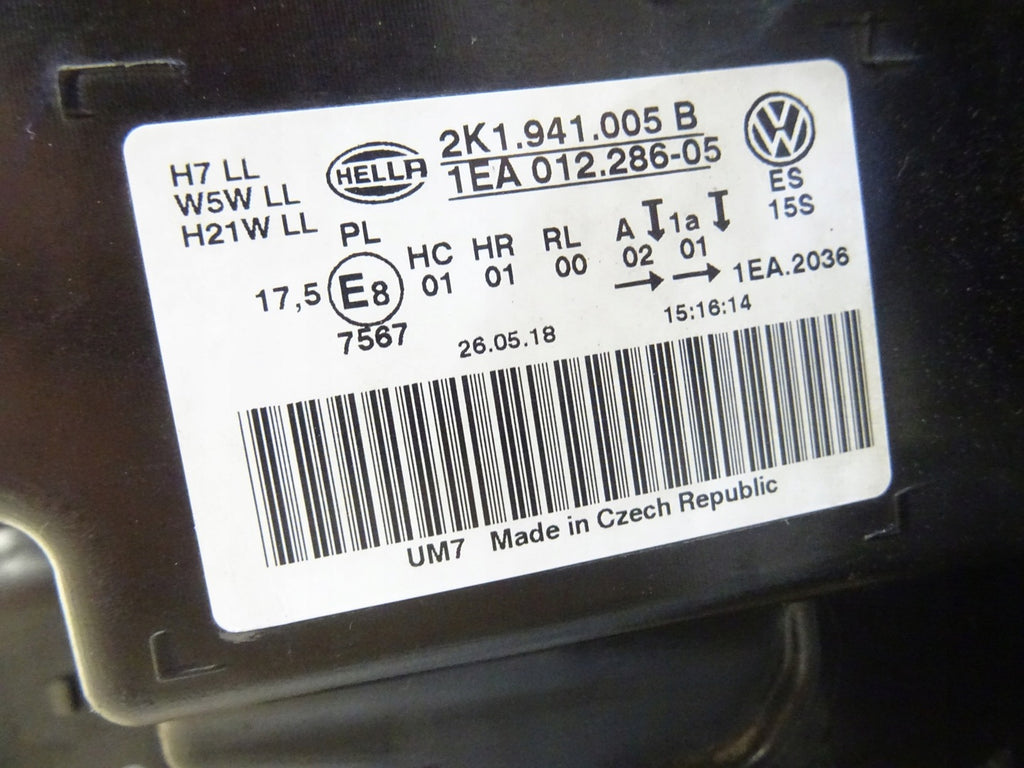 H7 LL
W5W LL
H21W LL
HELLA
2K1.941.005 B
1EA 012.286-05
VW
ES
15S
PL
17,5 E8
7567
HC HR RL A 1a
01 01 00 02 01
1EA.2036
26.05.18
15:16:14
UM7 Made in Czech Republic